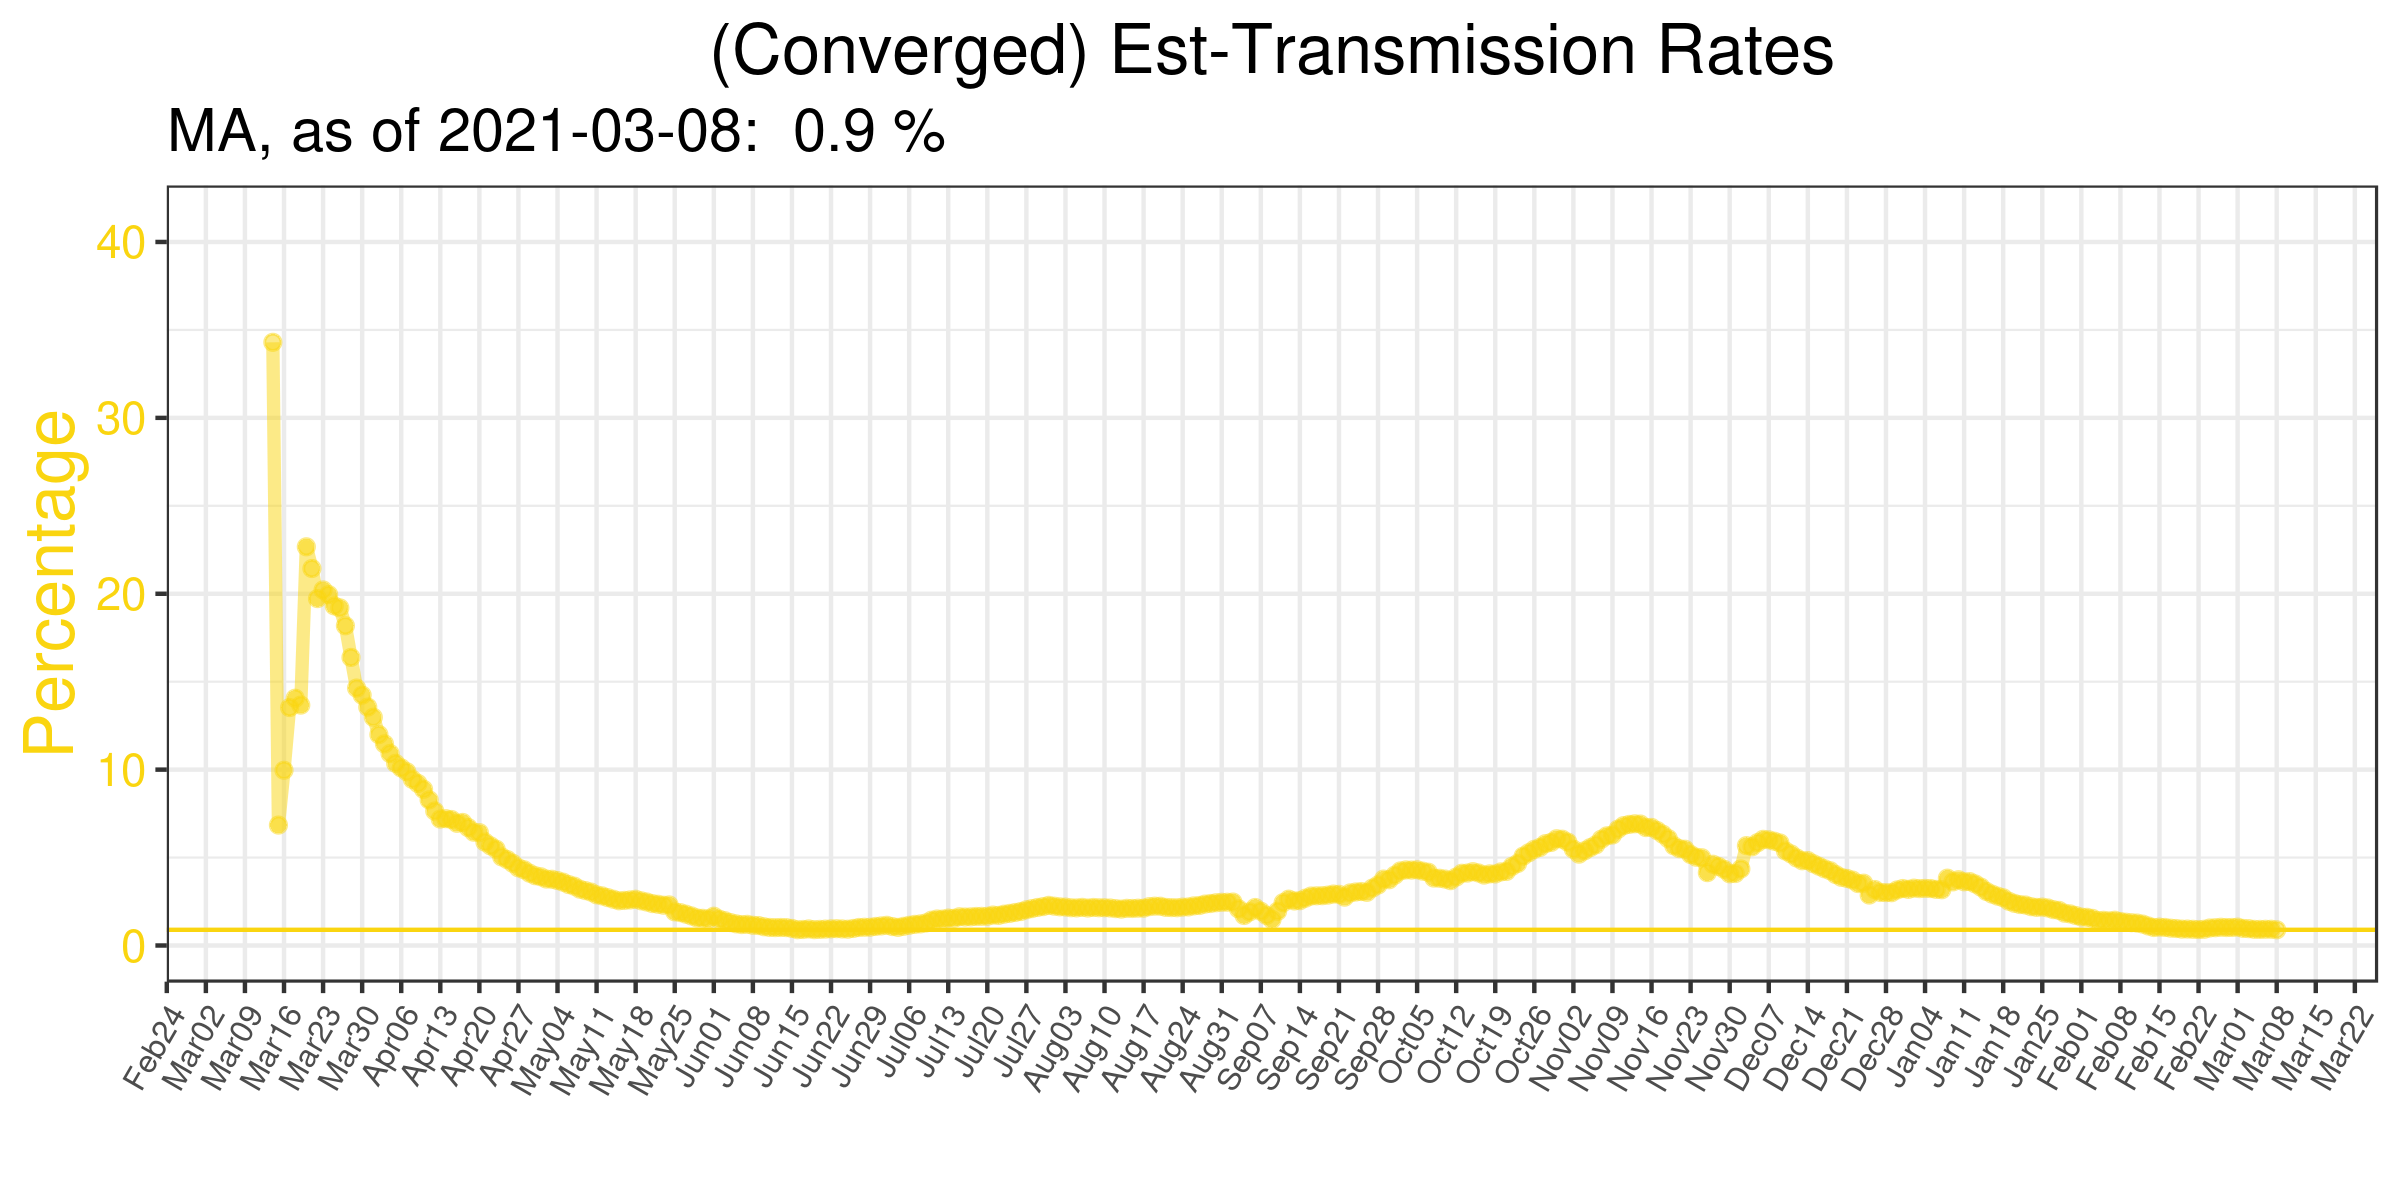 (Converged) Est-Transmission Rates
MA, as of 2021-03-08:  0.9 %
Percentage
40
30
20
10
0
Feb24
Mar02
Mar09
Mar16
Mar23
Mar30
Apr06
Apr13
Apr20
Apr27
May04
May11
May18
May25
Jun01
Jun08
Jun15
Jun22
Jun29
Jul06
Jul13
Jul20
Jul27
Aug03
Aug10
Aug17
Aug24
Aug31
Sep07
Sep14
Sep21
Sep28
Oct05
Oct12
Oct19
Oct26
Nov02
Nov09
Nov16
Nov23
Nov30
Dec07
Dec14
Dec21
Dec28
Jan04
Jan11
Jan18
Jan25
Feb01
Feb08
Feb15
Feb22
Mar01
Mar08
Mar15
Mar22